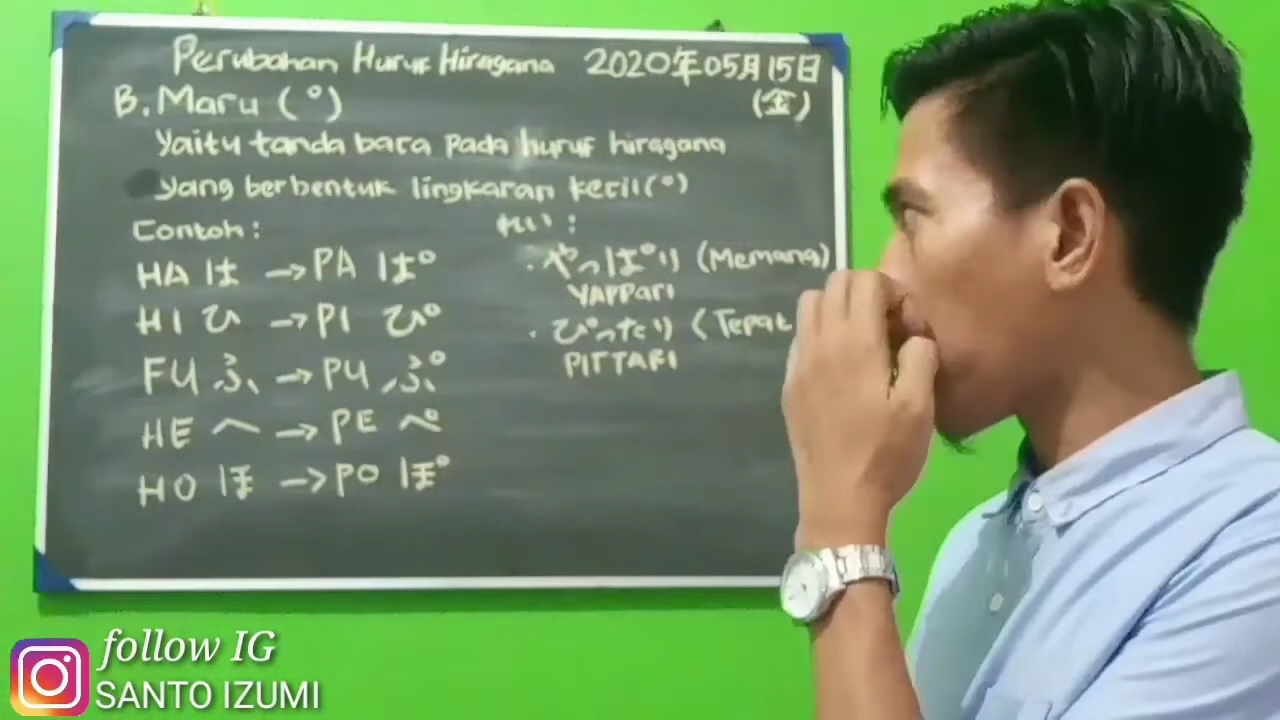 Perubahan Huruf Hiragana 2020年05月15日
(金)
B. Maru (°)
Yaitu tanda baca pada huruf hiragana
yang berbentuk lingkaran kecil (°)
Contoh:
HA は → PA ぱ
HI ひ → PI ぴ
FU ふ → PU ぷ
HE へ → PE ぺ
HO ほ → PO ぽ
れい:
・やっぱり (Memang)
YAPPARI
・ぴったり (Tepat
PITTARI
follow IG
SANTO IZUMI